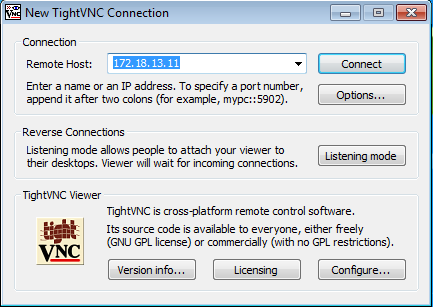 New TightVNC Connection
Connection
Remote Host:
172.18.13.11
Connect
Enter a name or an IP address. To specify a port number,
append it after two colons (for example, mypc::5902).
Options...
Reverse Connections
Listening mode allows people to attach your viewer to
their desktops. Viewer will wait for incoming connections.
Listening mode
TightVNC Viewer
tight
VNC
TightVNC is cross-platform remote control software.
Its source code is available to everyone, either freely
(GNU GPL license) or commercially (with no GPL restrictions).
Version info...
Licensing
Configure...